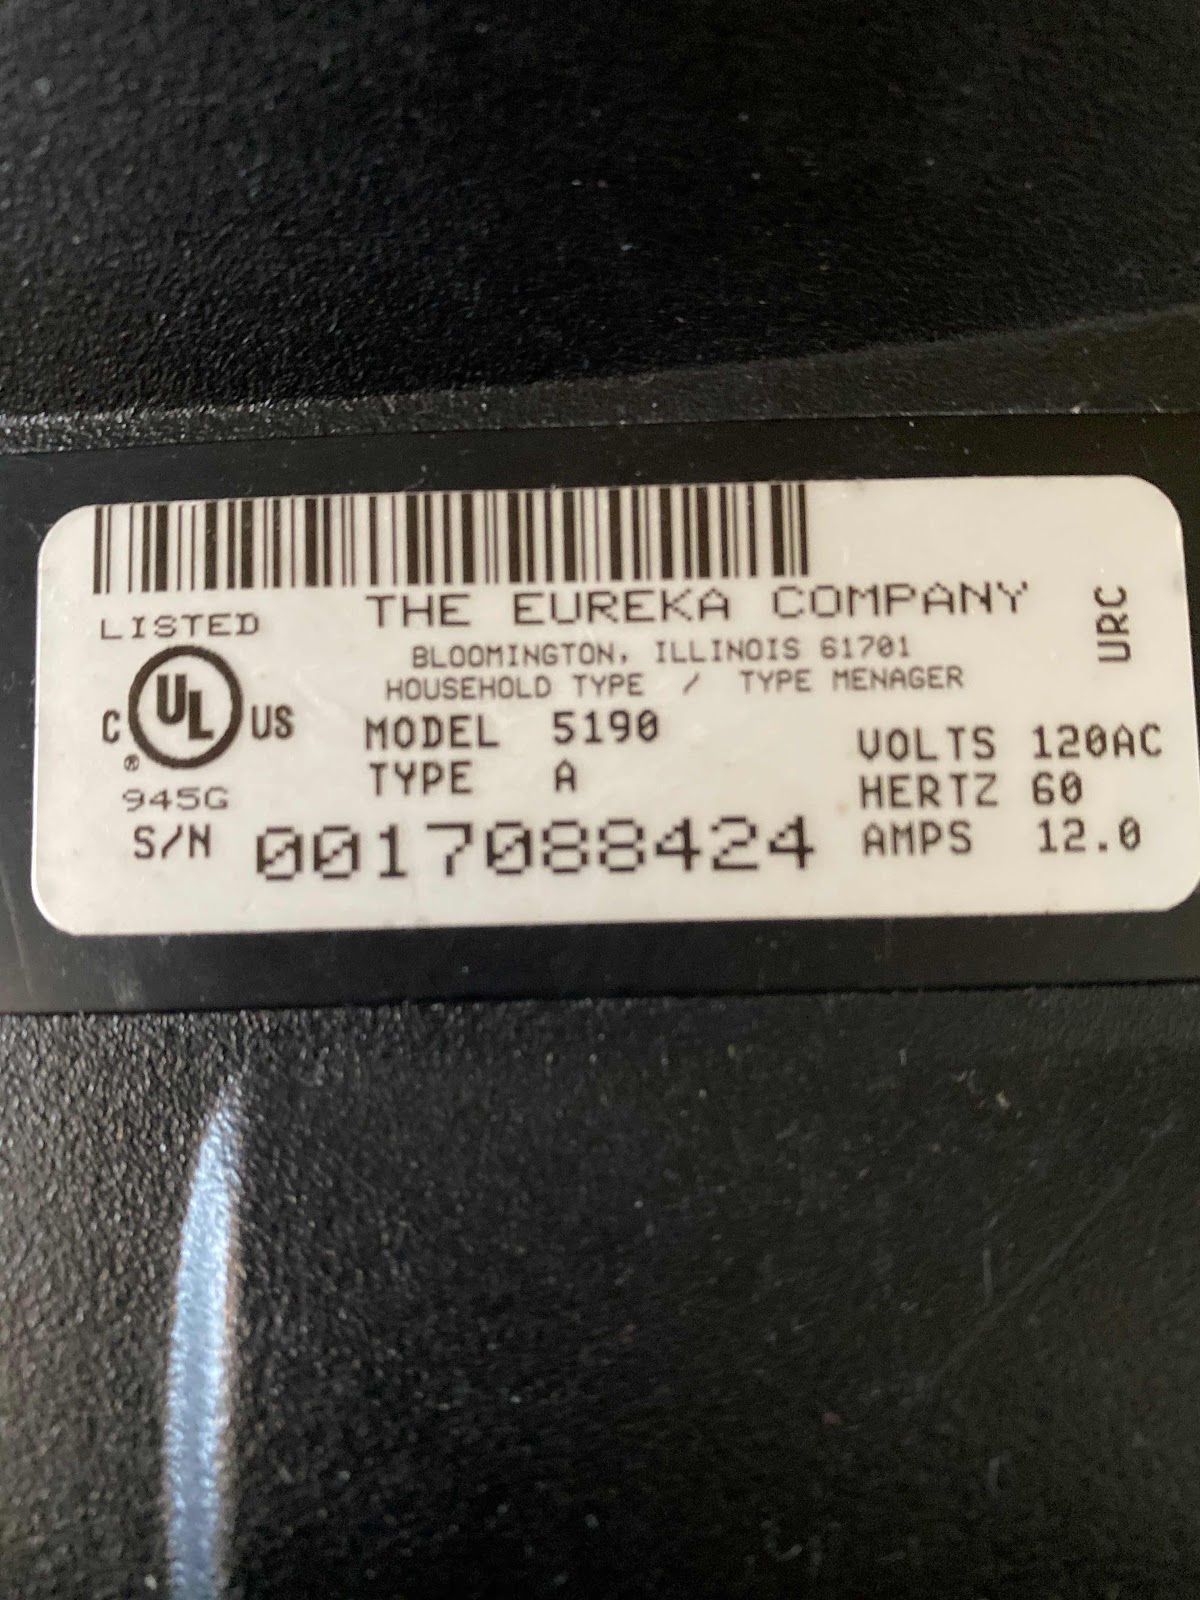 LISTED
THE EUREKA COMPANY
BLOOMINGTON, ILLINOIS 61701
HOUSEHOLD TYPE / TYPE MENAGER
URC
C UL US
®
945G
MODEL 5190
TYPE A
VOLTS 120AC
HERTZ 60
AMPS 12.0
S/N 0017088424